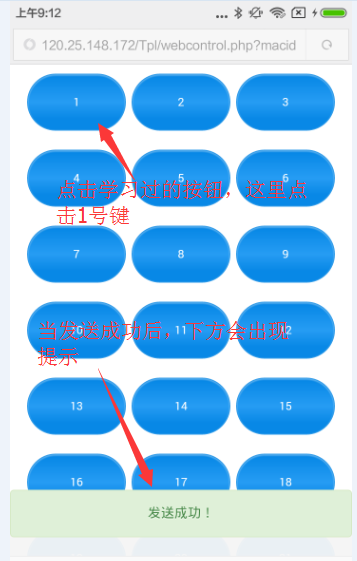 上午9:12
120.25.148.172/Tpl/webcontrol.php?macid
1 2 3
4 5 6
点击学习过的按钮，这里点
击1号键
7 8 9
10 11 12
当发送成功后，下方会出现
提示
13 14 15
16 17 18
发送成功！